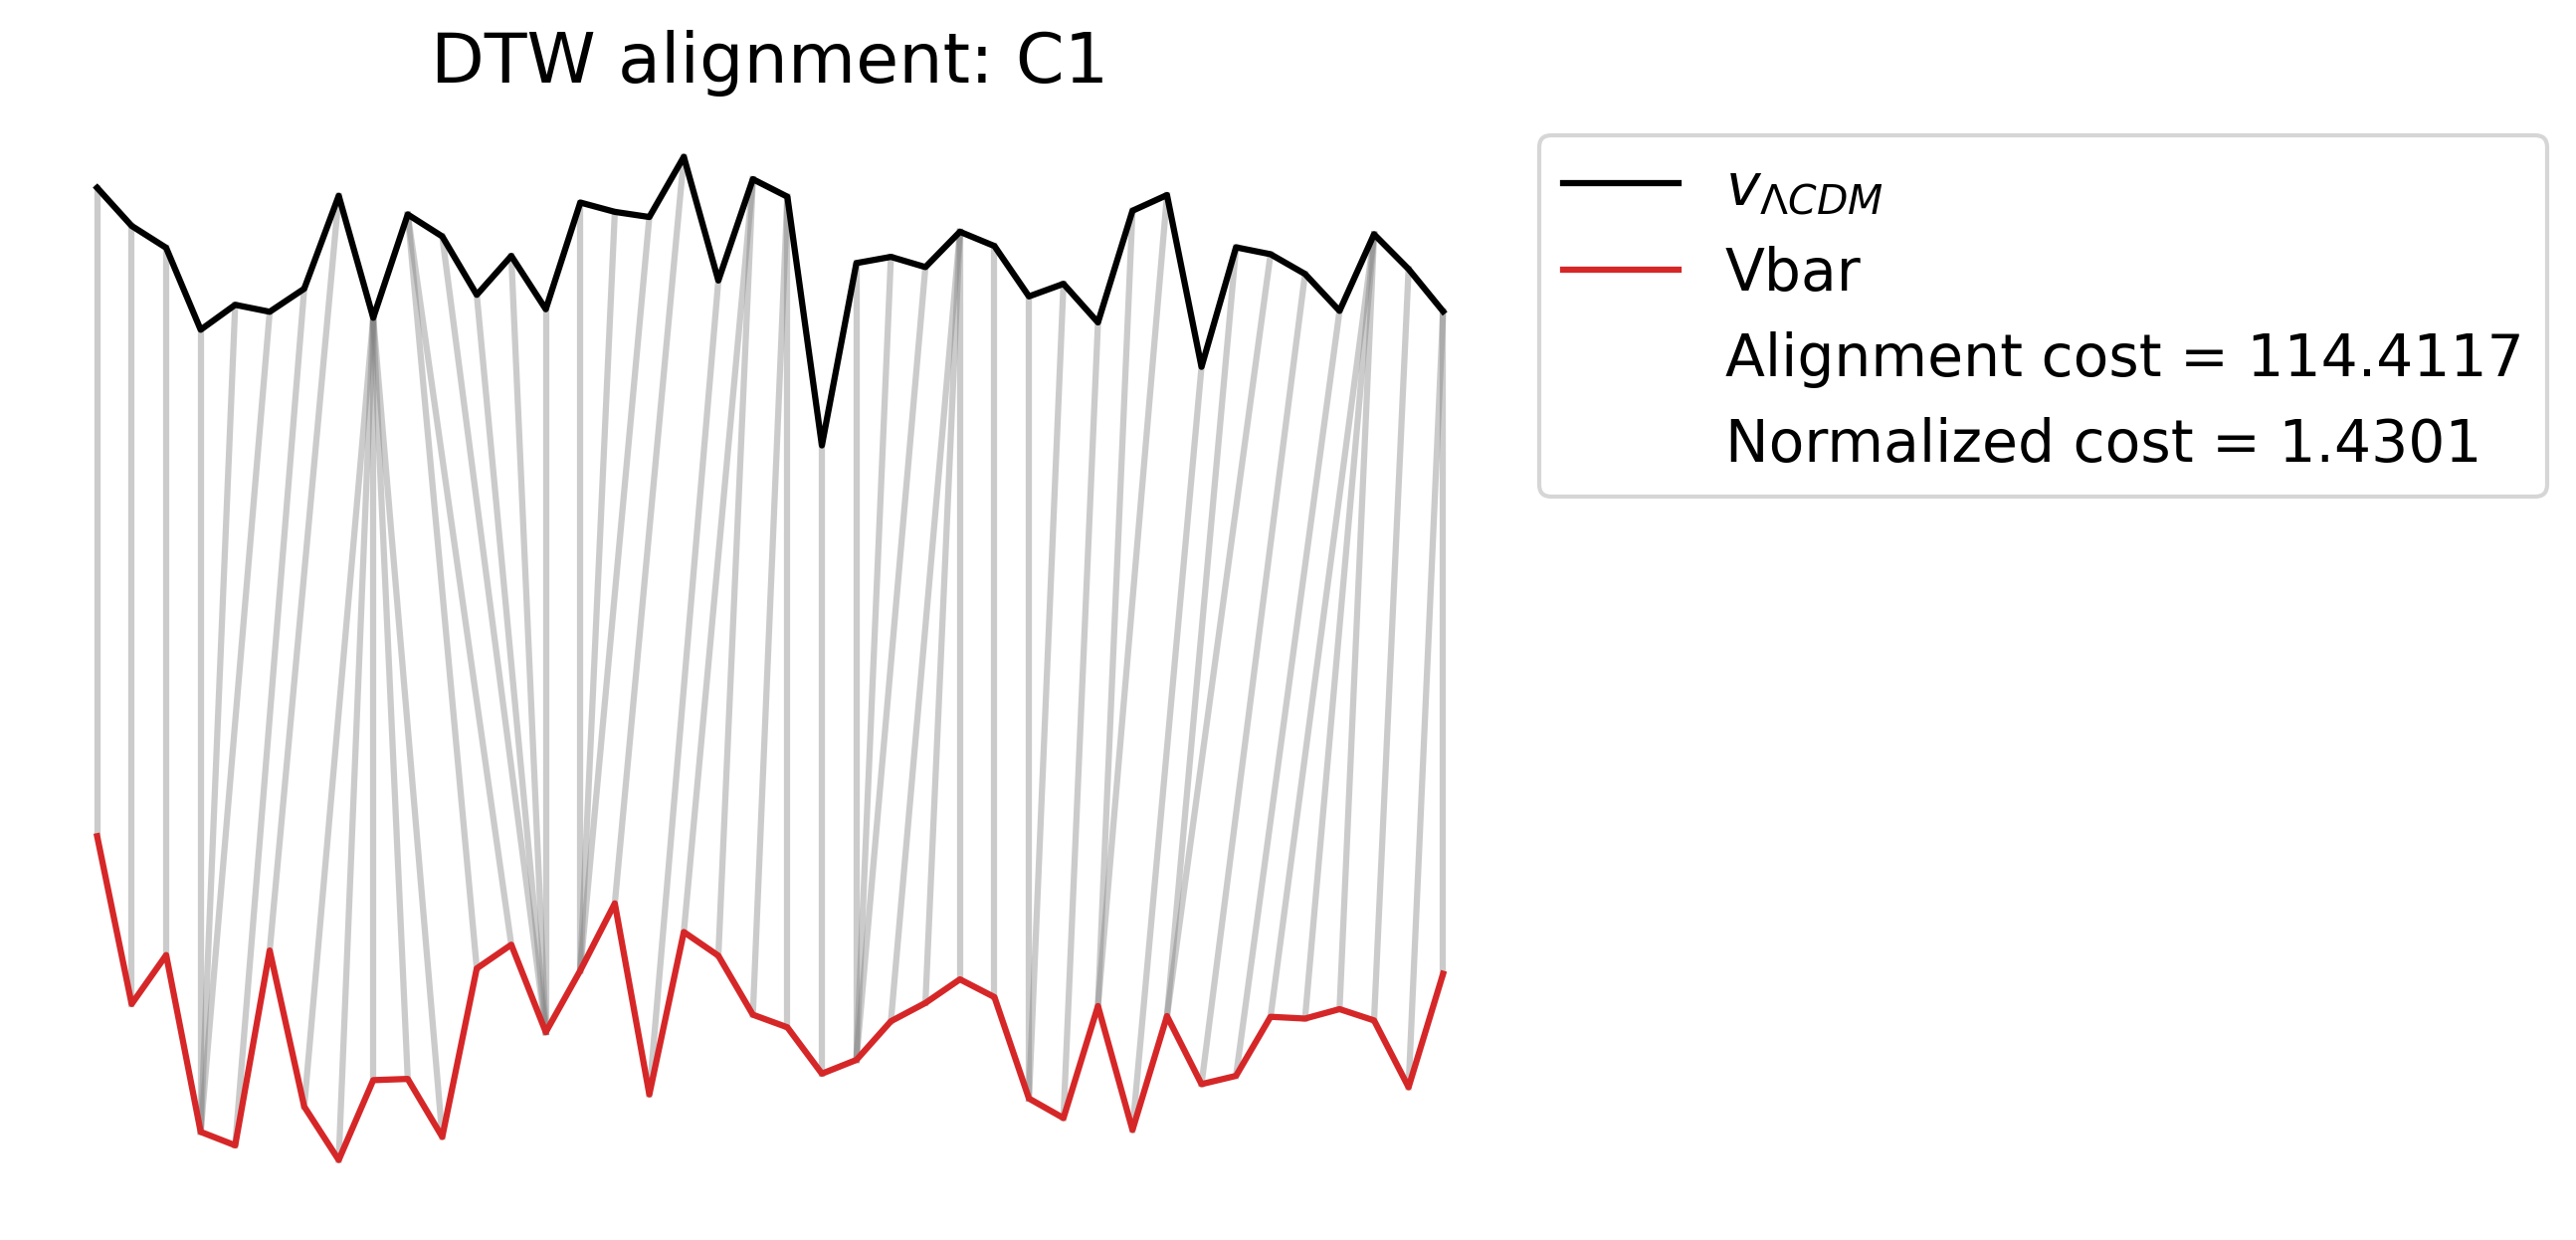 DTW alignment: C1
v_ΛCDM
Vbar
Alignment cost = 114.4117
Normalized cost = 1.4301